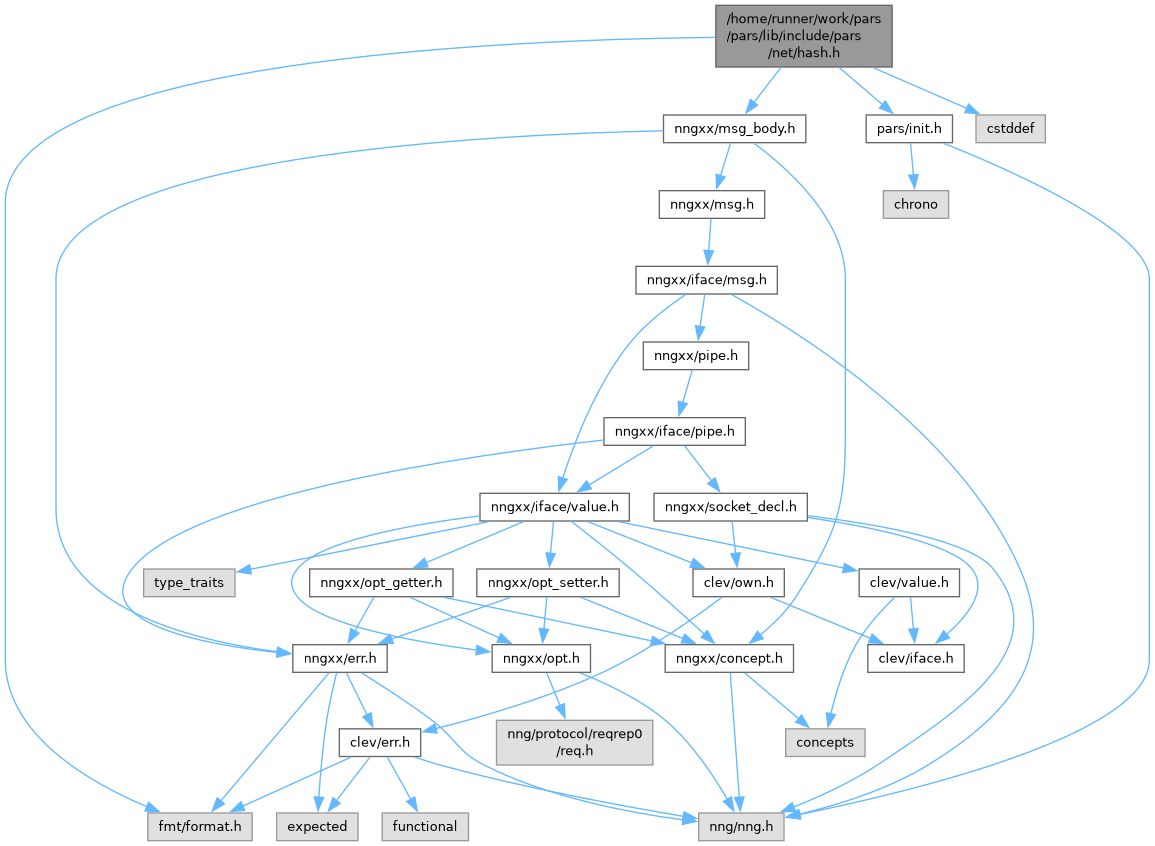 /home/runner/work/pars
/pars/lib/include/pars
/net/hash.h
nngxx/msg_body.h
pars/init.h
cstddef
nngxx/msg.h
chrono
nngxx/iface/msg.h
nngxx/pipe.h
nngxx/iface/pipe.h
nngxx/iface/value.h
nngxx/socket_decl.h
type_traits
nngxx/opt_getter.h
nngxx/opt_setter.h
clev/own.h
clev/value.h
nngxx/err.h
nngxx/opt.h
nngxx/concept.h
clev/iface.h
clev/err.h
nng/protocol/reqrep0
/req.h
concepts
fmt/format.h
expected
functional
nng/nng.h